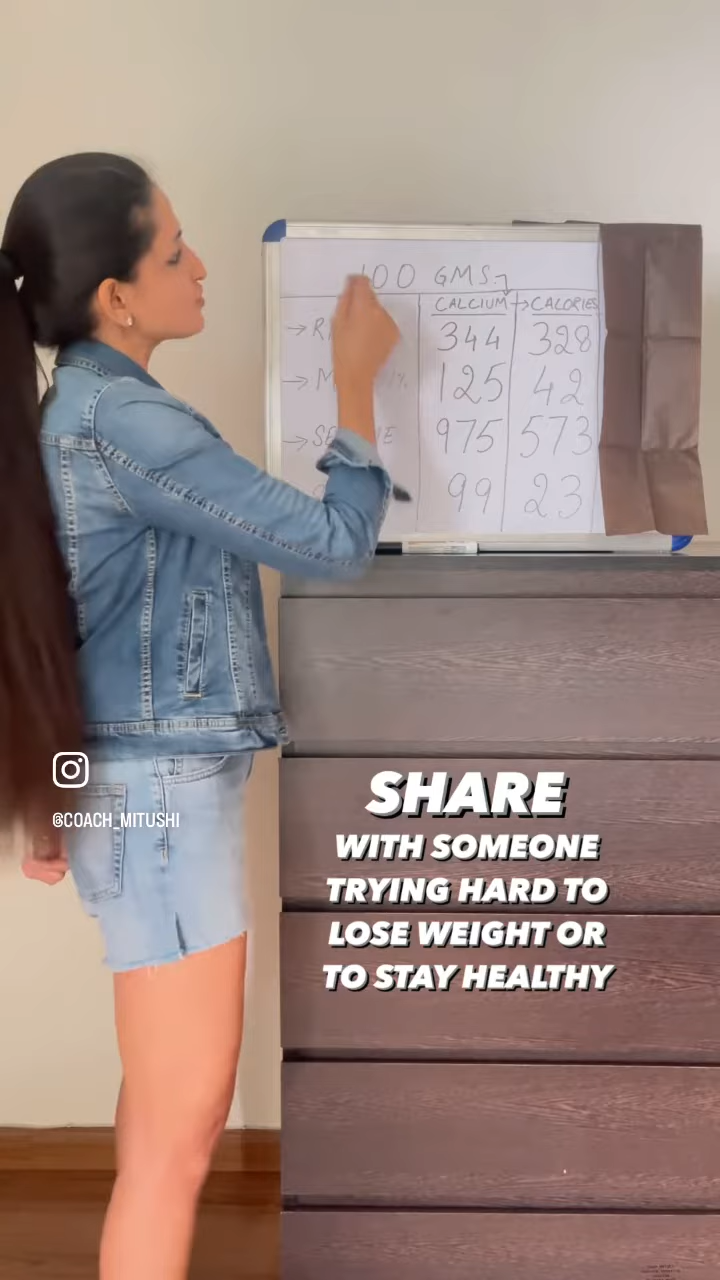 100 GMS.
CALCIUM → CALORIES
→ 344 328
→ 125 42
→ 975 573
99 23
@COACH_MITUSHI
SHARE
WITH SOMEONE
TRYING HARD TO
LOSE WEIGHT OR
TO STAY HEALTHY